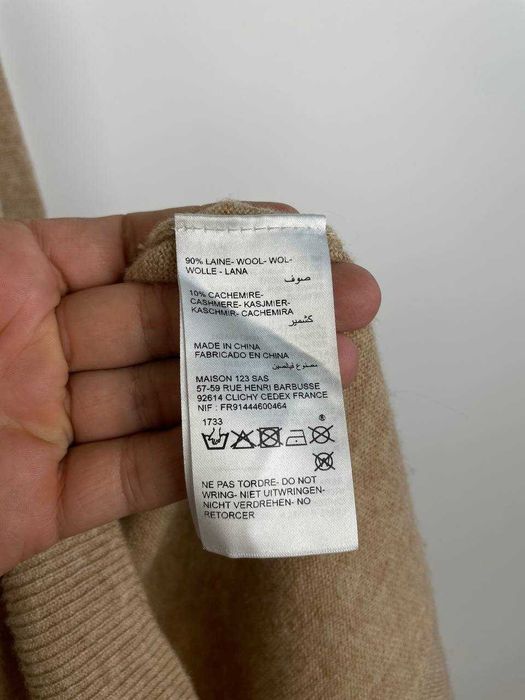 90% LAINE- WOOL- WOL-
WOLLE - LANA
صوف
10% CACHEMIRE-
CASHMERE- KASJMIER-
KASCHMIR- CACHEMIRA
كشمير
MADE IN CHINA
FABRICADO EN CHINA
مصنوع فيالصين
MAISON 123 SAS
57-59 RUE HENRI BARBUSSE
92614 CLICHY CEDEX FRANCE
NIF : FR91444600464
1733
®
NE PAS TORDRE- DO NOT
WRING- NIET UITWRINGEN-
NICHT VERDREHEN- NO
RETORCER